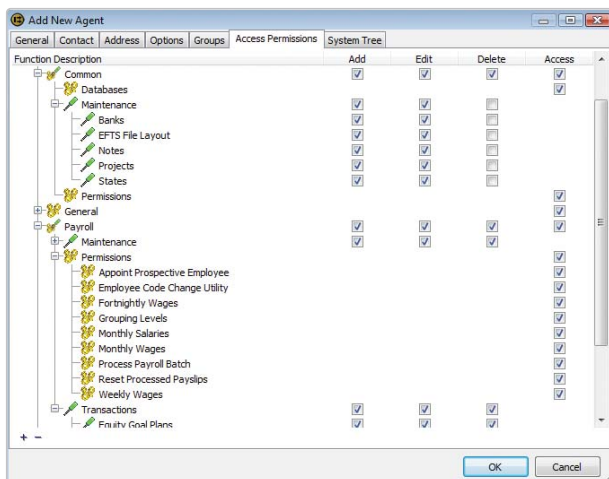 Add New Agent
General Contact Address Options Groups Access Permissions System Tree
Function Description Add Edit Delete Access
Common
Databases
Maintenance
Banks
EFTS File Layout
Notes
Projects
States
Permissions
General
Payroll
Maintenance
Permissions
Appoint Prospective Employee
Employee Code Change Utility
Fortnightly Wages
Grouping Levels
Monthly Salaries
Monthly Wages
Process Payroll Batch
Reset Processed Payslips
Weekly Wages
Transactions
Equity Goal Plans
OK Cancel